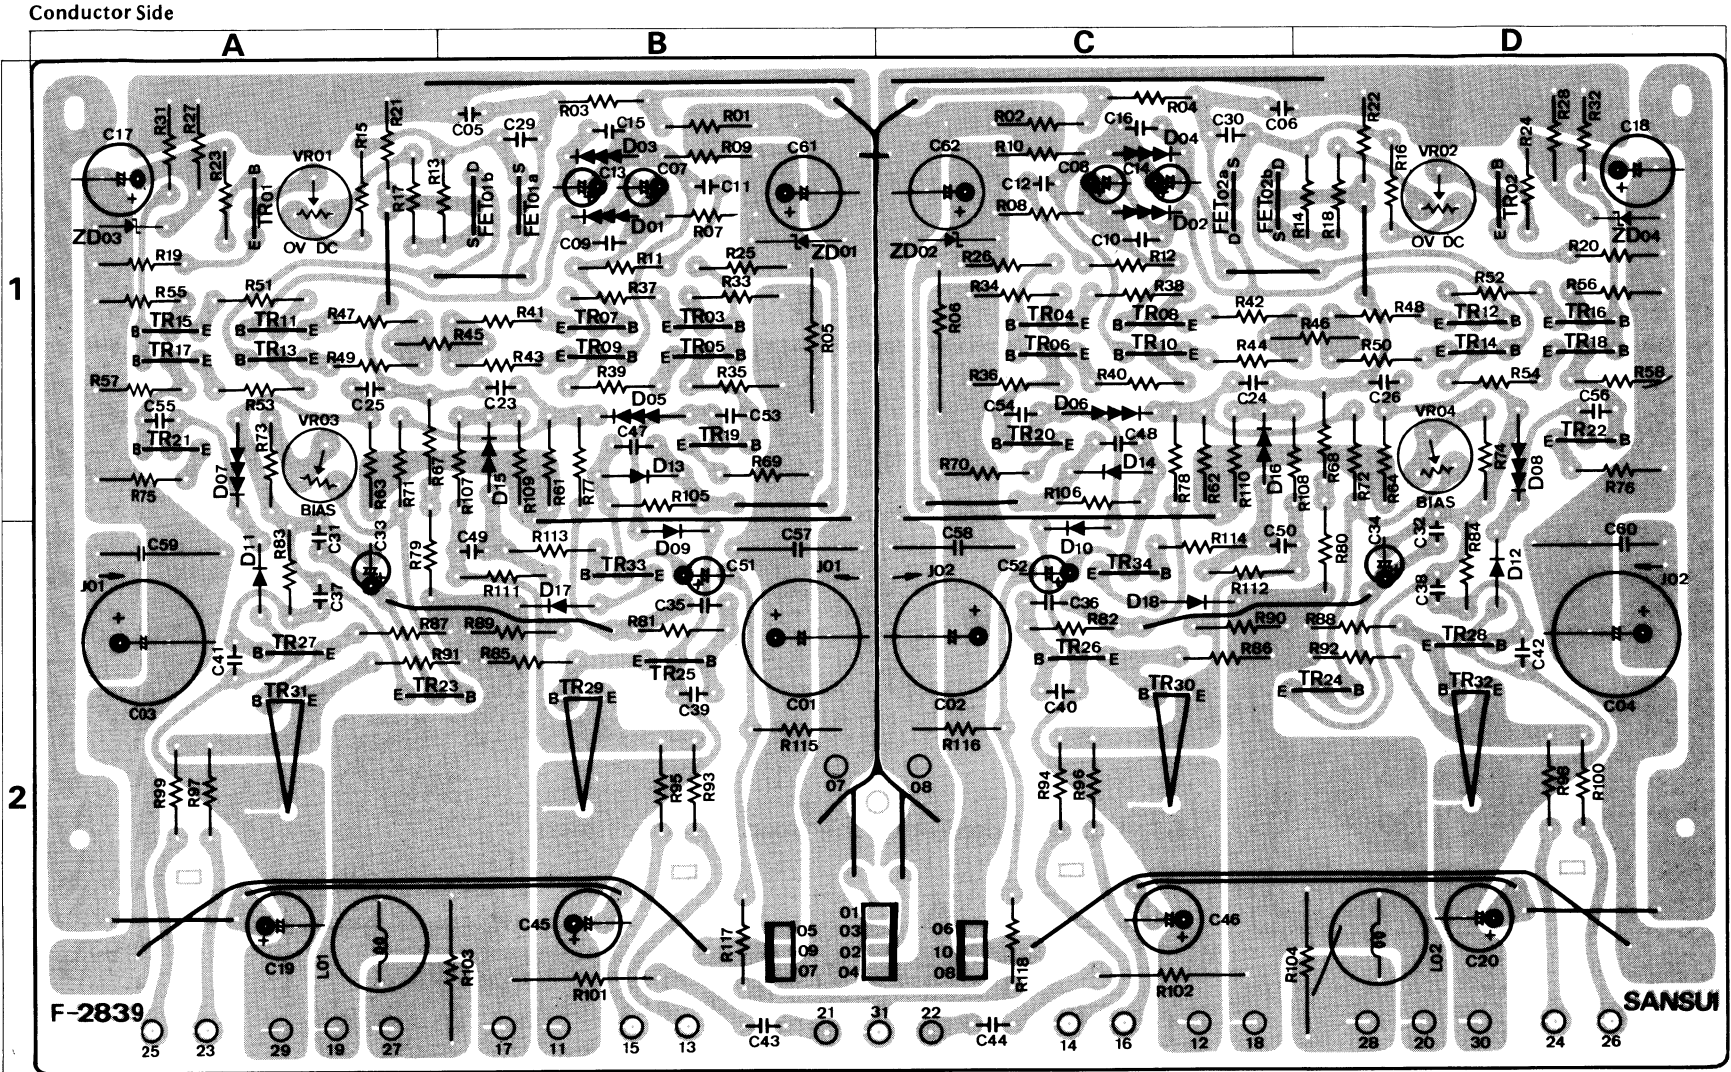 Conductor Side
A B C D
1
2
R31 R27 R21 R03 C15 R01 R02 C16 R04 R22 R28 R32
C17 C05 C29 C30 C06 R24 C18
R23 VR01 R15 R13 D03 R09 C61 C62 R10 D04 R16 VR02
B D S C13 C07 C11 C12 C08 C14 S D B
TR01 R17 FET01b FET01a D01 R07 R08 D02 FET02a FET02b R14 R18 TR02
E S D E
ZD03 OV DC C09 ZD01 ZD02 C10 OV DC ZD04
R19 R11 R25 R26 R12 R20
R55 R51 R37 R33 R34 R38 R52 R56
R47 R41 R42 R48
B TR15 E B TR11 E R45 E TR07 B E TR03 B R05 R06 B TR04 E B TR08 E R46 E TR12 B E TR16 B
B TR17 E B TR13 E E TR09 B E TR05 B B TR06 E B TR10 E E TR14 B E TR18 B
R49 R43 R44 R50
R57 R53 C25 C23 R39 R35 R36 R40 C24 C26 R54 R58
C55 VR03 D05 C53 C54 D06 VR04 C56
B TR21 E R73 C47 E TR19 B B TR20 E C48 R74 E TR22 B
D07 R63 R71 R67 R107 D15 R109 R61 R77 D13 R69 R70 D14 R78 R62 R110 D16 R108 R68 R72 R64 D08
R75 BIAS R105 R106 BIAS R76
C59 D11 R83 C31 C33 R79 C49 R113 D09 C57 C58 D10 R114 C50 R80 C34 C32 R84 D12 C60
J01 C37 R111 B TR33 E C51 J01 J02 C52 E TR34 B R112 C38 J02
D17 C35 C36 D18
R87 R89 R81 R82 R90 R88
C41 B TR27 E R91 R85 E TR25 B B TR26 E R86 R92 E TR28 B C42
B TR31 E E TR23 B B TR29 E C39 C40 B TR30 E E TR24 B B TR32 E
C03 C01 C02 C04
R115 R116
07 08
R99 R97 R95 R93 R94 R96 R98 R100
C45 01 C46
05 03 06
R117 09 02 10 R118
07 04 08
C19 L01 R103 R101 R102 R104 L02 C20
F-2839 SANSUI
21 31 22
25 23 29 19 27 17 11 15 13 C43 C44 14 16 12 18 28 20 30 24 26